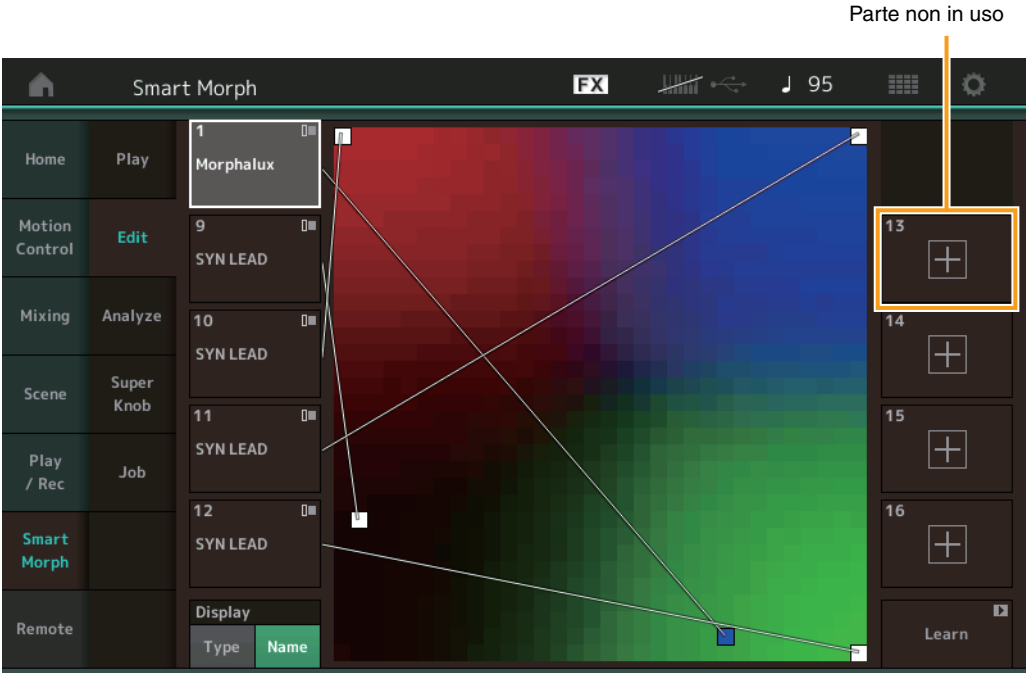 Parte non in uso
Smart Morph
FX
95
Home
Play
Motion
Control
Edit
Mixing
Analyze
Scene
Super
Knob
Play
/ Rec
Job
Smart
Morph
Remote
1
Morphalux
9
SYN LEAD
10
SYN LEAD
11
SYN LEAD
12
SYN LEAD
Display
Type
Name
13
14
15
16
Learn